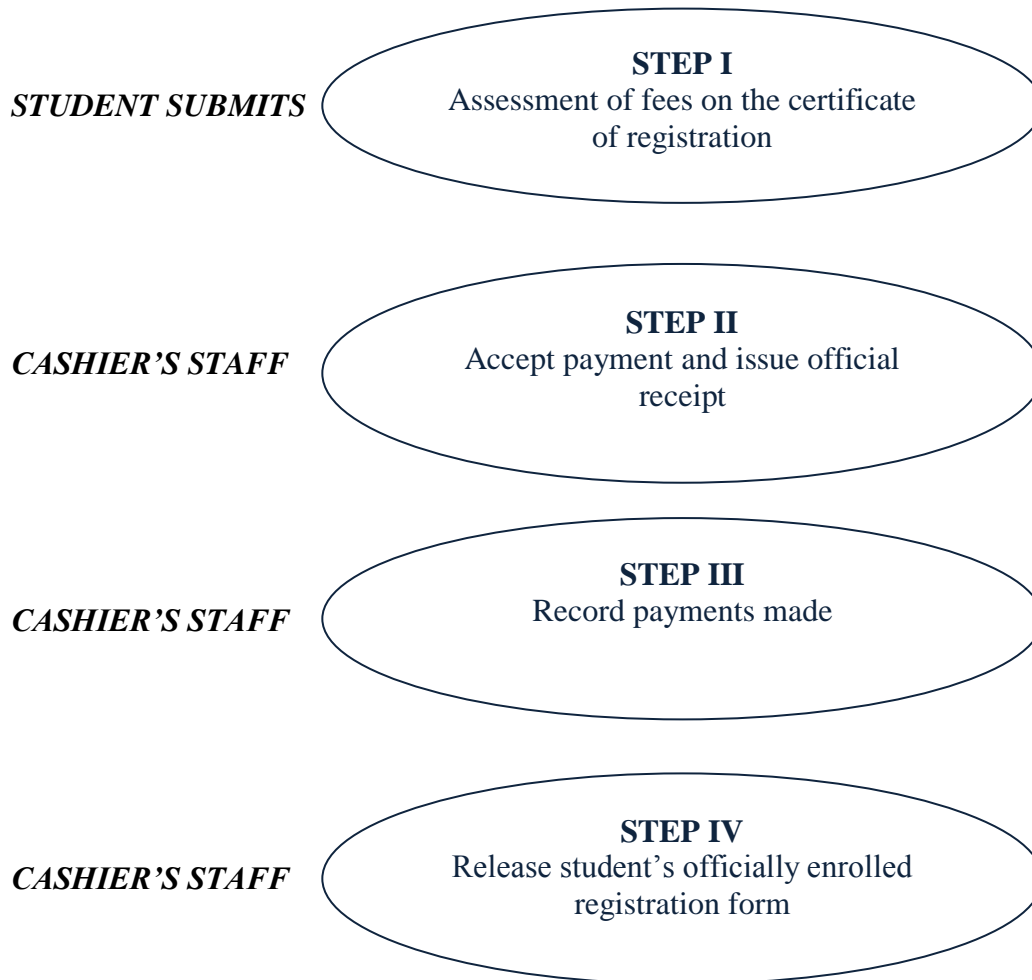 STUDENT SUBMITS
STEP I
Assessment of fees on the certificate
of registration
CASHIER’S STAFF
STEP II
Accept payment and issue official
receipt
CASHIER’S STAFF
STEP III
Record payments made
CASHIER’S STAFF
STEP IV
Release student’s officially enrolled
registration form